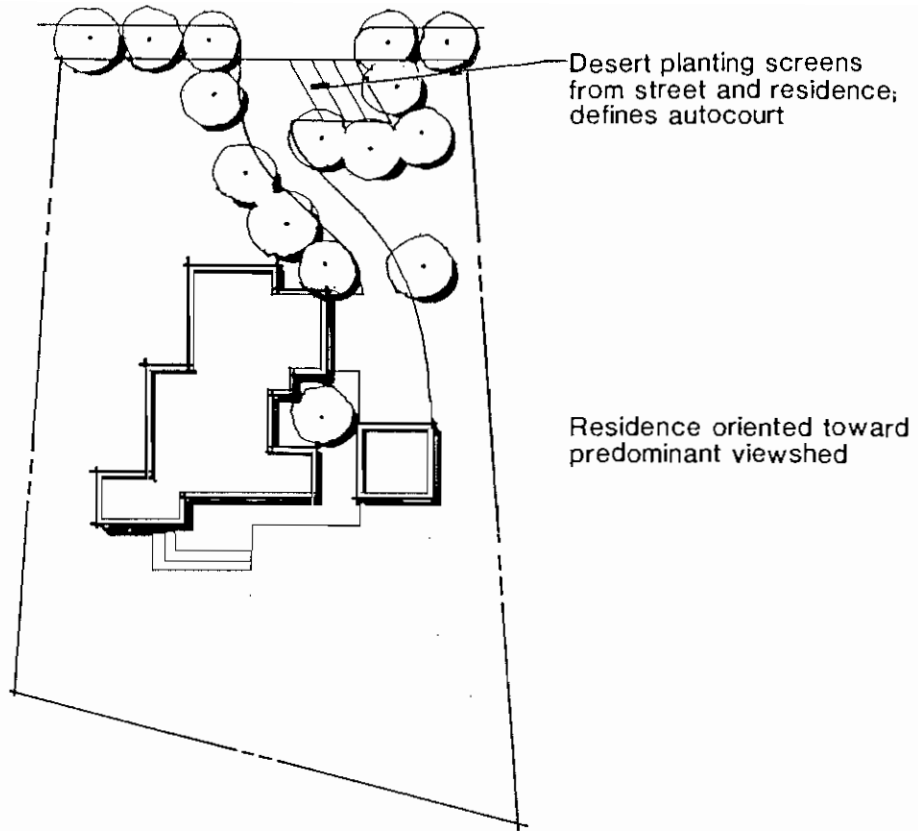 Desert planting screens
from street and residence;
defines autocourt
Residence oriented toward
predominant viewshed